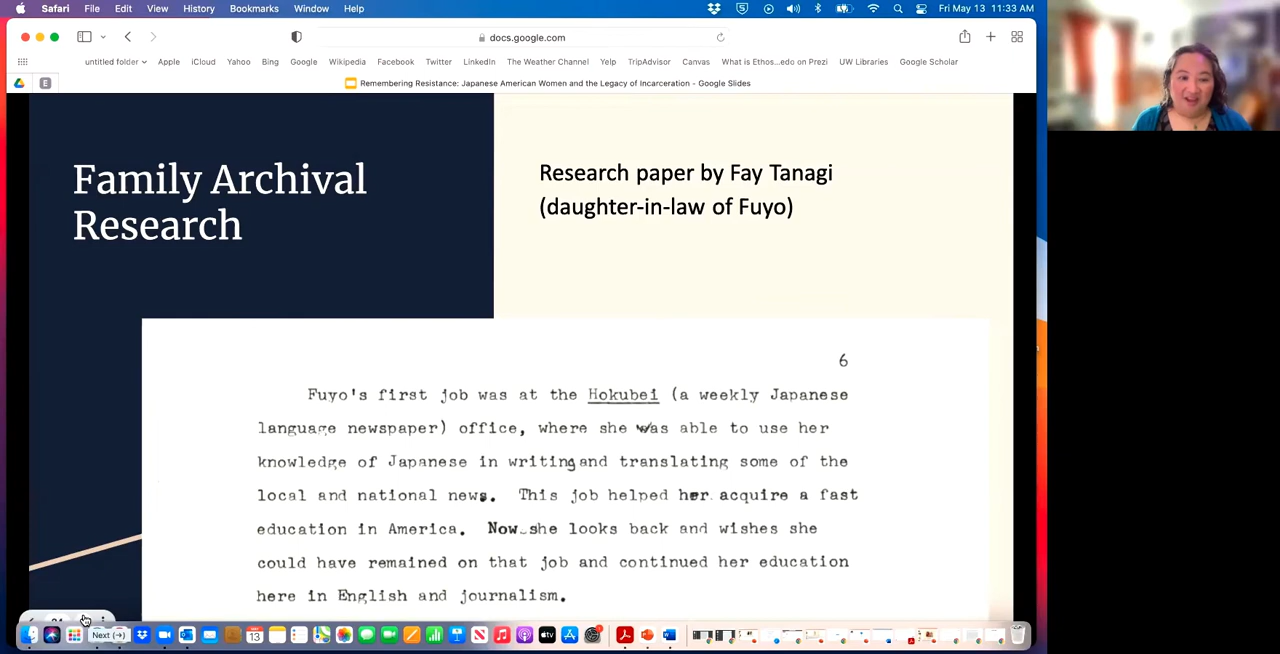 Safari File Edit View History Bookmarks Window Help Fri May 13 11:33 AM
docs.google.com
untitled folder Apple iCloud Yahoo Bing Google Wikipedia Facebook Twitter LinkedIn The Weather Channel Yelp TripAdvisor Canvas What is Ethos...edo on Prezi UW Libraries Google Scholar
E Remembering Resistance: Japanese American Women and the Legacy of Incarceration - Google Slides
Family Archival
Research
Research paper by Fay Tanagi
(daughter-in-law of Fuyo)
6
Fuyo's first job was at the Hokubei (a weekly Japanese
language newspaper) office, where she was able to use her
knowledge of Japanese in writing and translating some of the
local and national news. This job helped her acquire a fast
education in America. Now she looks back and wishes she
could have remained on that job and continued her education
here in English and journalism.
Next (→)
13